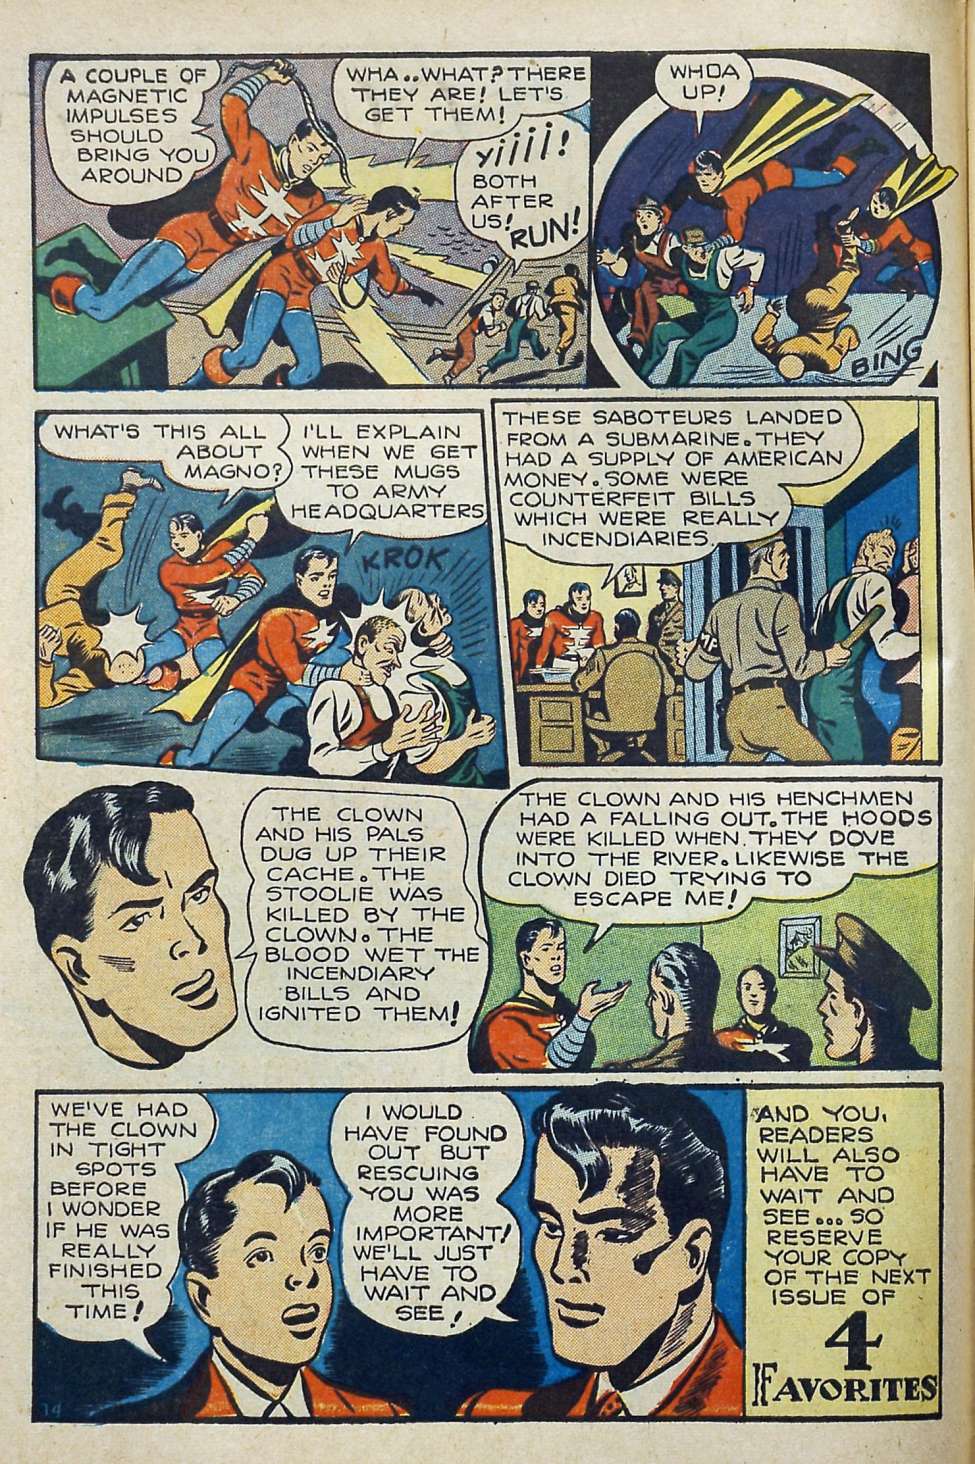 A COUPLE OF
MAGNETIC
IMPULSES
SHOULD
BRING YOU
AROUND
WHA..WHAT? THERE
THEY ARE! LET'S
GET THEM!
YIIII!
BOTH
AFTER
US!
RUN!
WHOA
UP!
BING
WHAT'S THIS ALL
ABOUT
MAGNO?
I'LL EXPLAIN
WHEN WE GET
THESE MUGS
TO ARMY
HEADQUARTERS
KROK
THESE SABOTEURS LANDED
FROM A SUBMARINE. THEY
HAD A SUPPLY OF AMERICAN
MONEY. SOME WERE
COUNTERFEIT BILLS
WHICH WERE REALLY
INCENDIARIES.
THE CLOWN
AND HIS PALS
DUG UP THEIR
CACHE. THE
STOOLIE WAS
KILLED BY THE
CLOWN. THE
BLOOD WET THE
INCENDIARY
BILLS AND
IGNITED THEM!
THE CLOWN AND HIS HENCHMEN
HAD A FALLING OUT. THE HOODS
WERE KILLED WHEN THEY DOVE
INTO THE RIVER. LIKEWISE THE
CLOWN DIED TRYING TO
ESCAPE ME!
WE'VE HAD
THE CLOWN
IN TIGHT
SPOTS
BEFORE
I WONDER
IF HE WAS
REALLY
FINISHED
THIS
TIME!
I WOULD
HAVE FOUND
OUT BUT
RESCUING
YOU WAS
MORE
IMPORTANT!
WE'LL JUST
HAVE TO
WAIT AND
SEE!
AND YOU,
READERS
WILL ALSO
HAVE TO
WAIT AND
SEE...SO
RESERVE
YOUR COPY
OF THE NEXT
ISSUE OF
4
FAVORITES
14